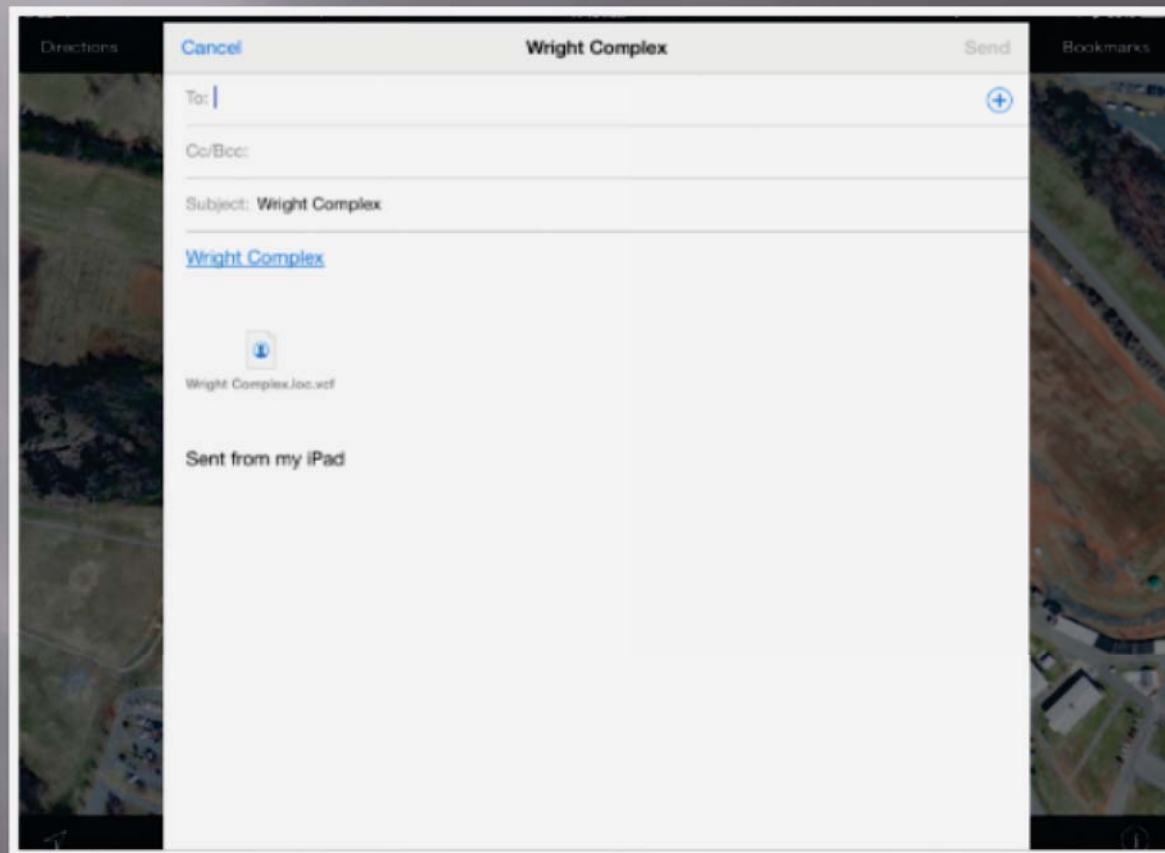 Directions
Cancel
Wright Complex
Send
Bookmarks
To:
Cc/Bcc:
Subject: Wright Complex
Wright Complex
Wright Complex.loc.vcf
Sent from my iPad